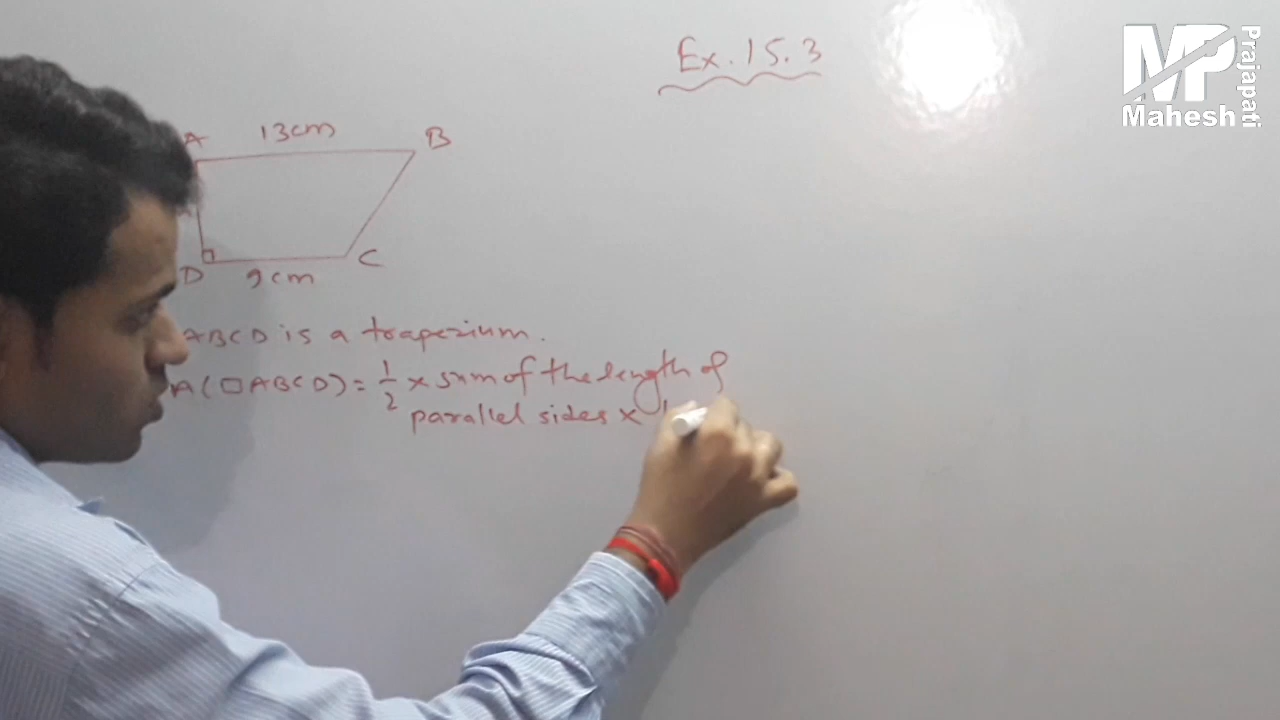 Ex. 15.3
MP
Mahesh
Prajapati
A 13cm B
D 9cm C
ABCD is a trapezium.
A(□ABCD) = 1/2 × sum of the length of
parallel sides ×